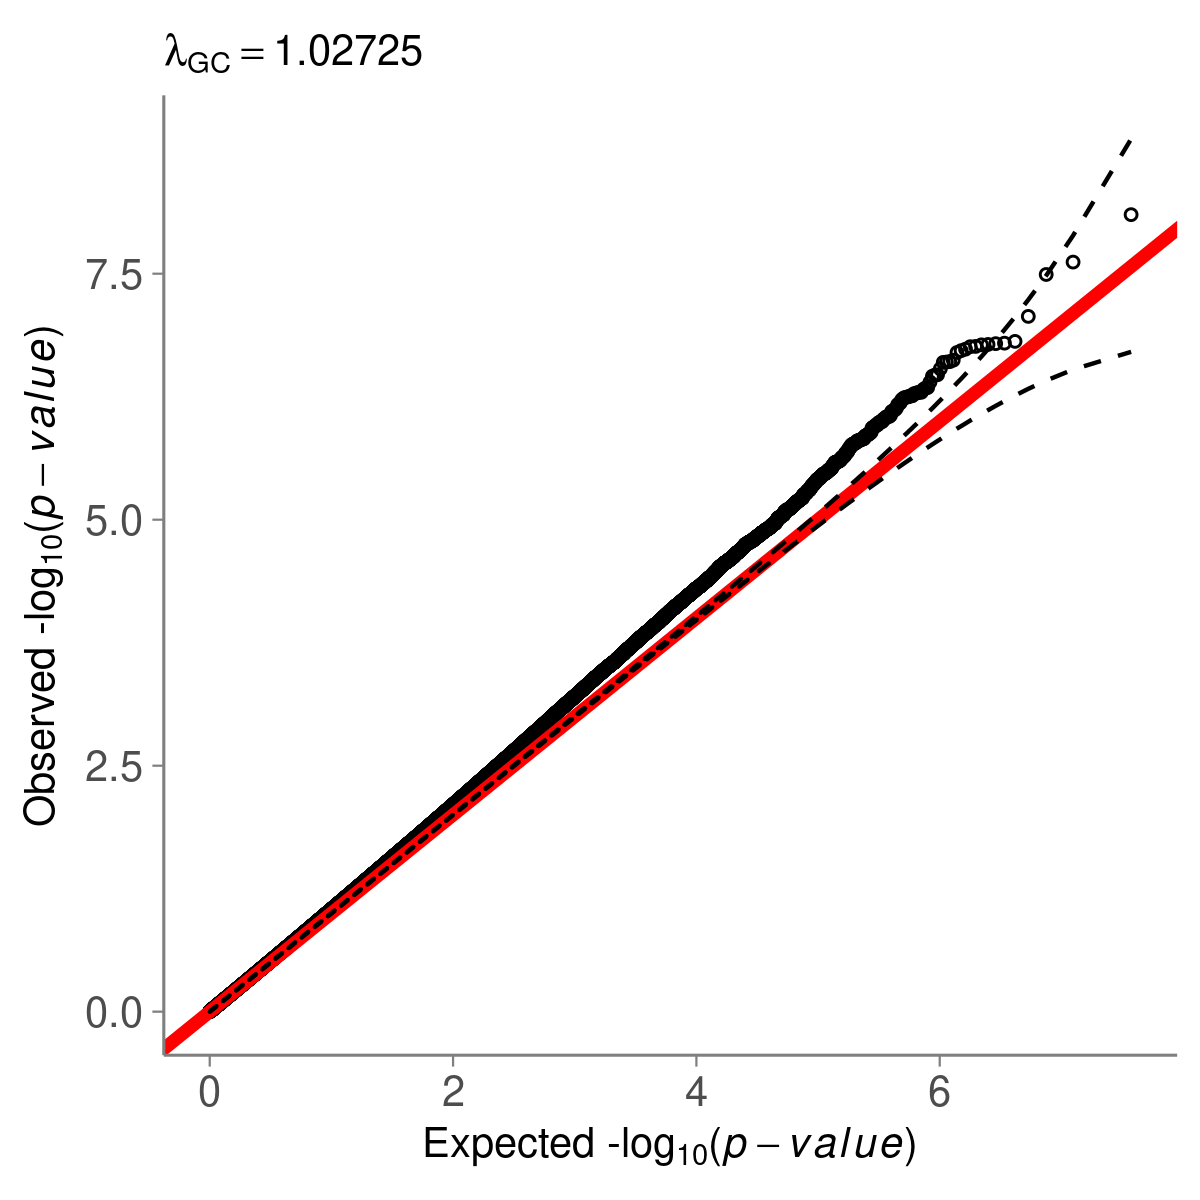 λGC = 1.02725
Observed -log10(p − value)
7.5
5.0
2.5
0.0
0 2 4 6
Expected -log10(p − value)